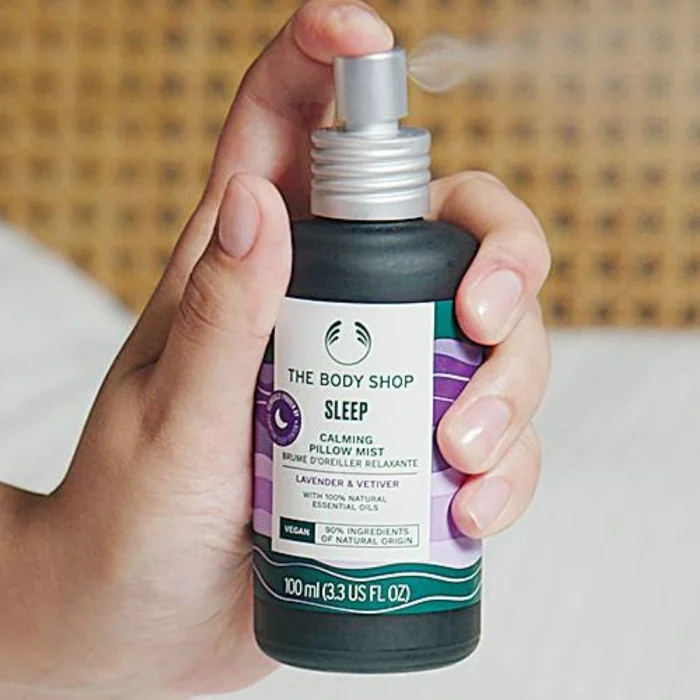 THE BODY SHOP
SLEEP
CALMING
PILLOW MIST
BRUME D'OREILLER RELAXANTE
LAVENDER & VETIVER
WITH 100% NATURAL
ESSENTIAL OILS
VEGAN
90% INGREDIENTS
OF NATURAL ORIGIN
100 ml (3.3 US FL OZ)